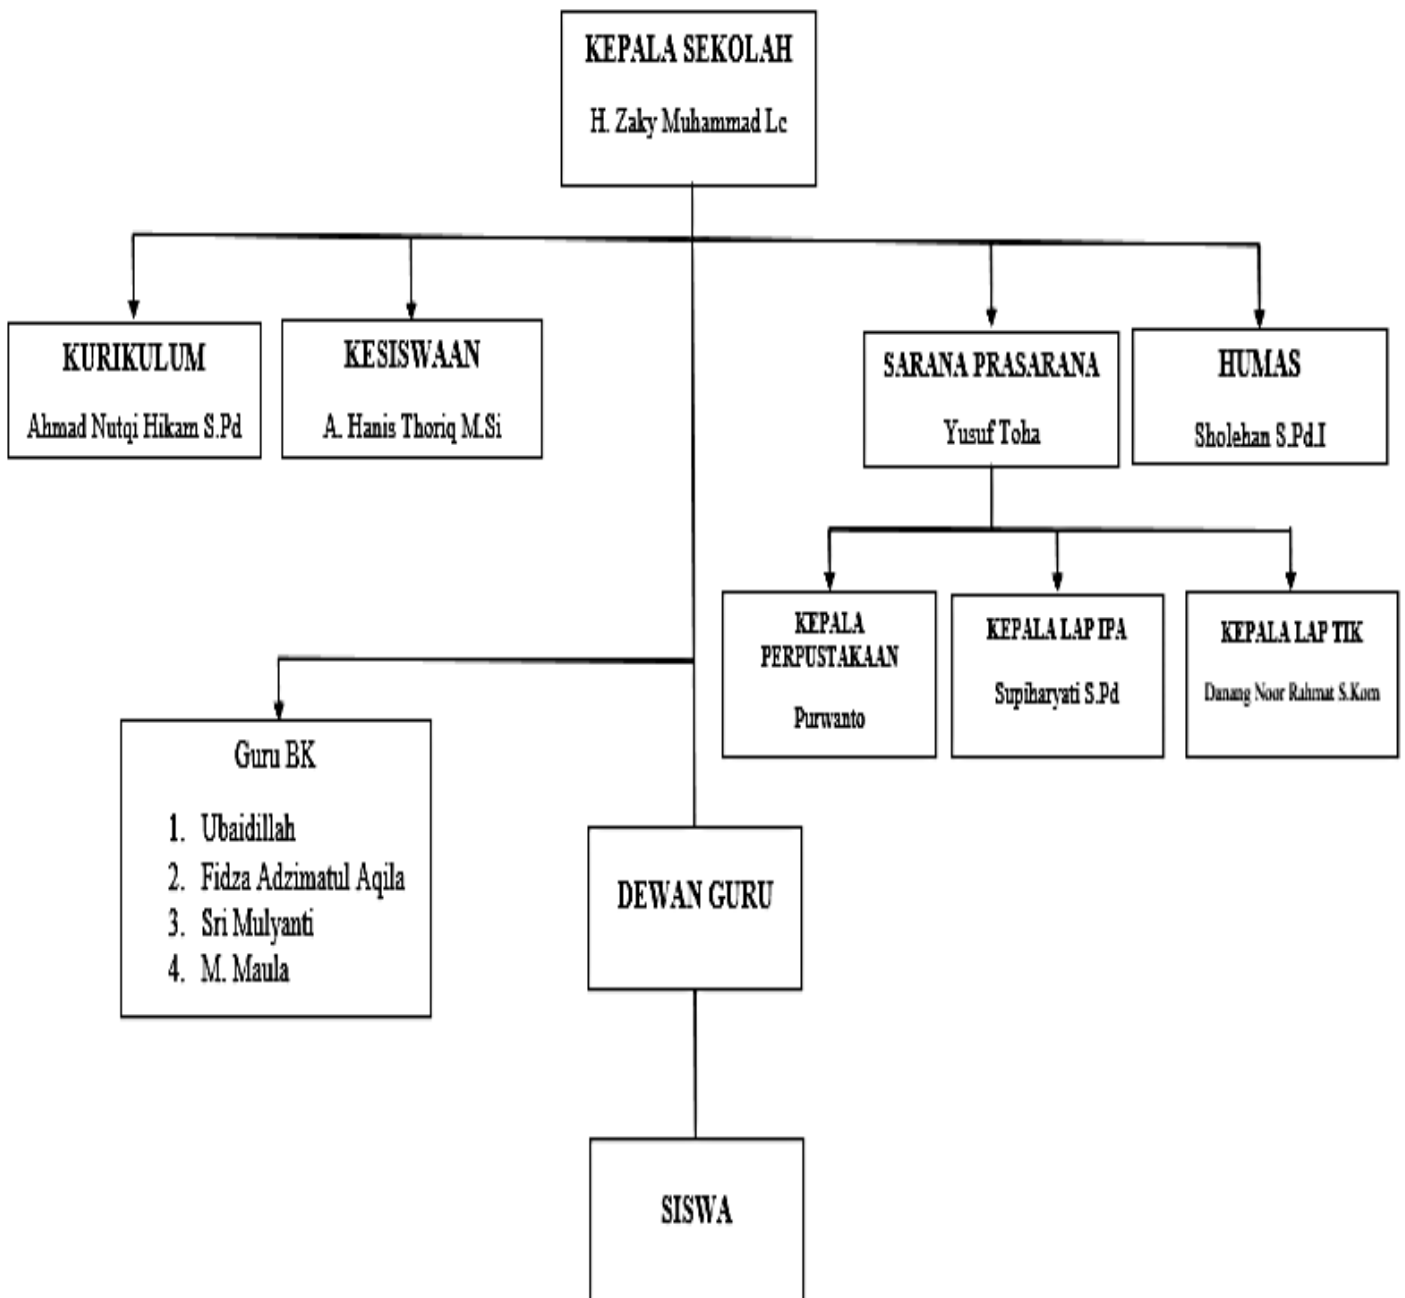 KEPALA SEKOLAH
H. Zaky Muhammad Lc
KURIKULUM
Ahmad Nutqi Hikam S.Pd
KESISWAAN
A. Hanis Thoriq M.Si
SARANA PRASARANA
Yusuf Toha
HUMAS
Sholehan S.Pd.I
KEPALA
PERPUSTAKAAN
Purwanto
KEPALA LAP IPA
Supiharyati S.Pd
KEPALA LAP TIK
Danang Noor Rahmat S.Kom
Guru BK
1. Ubaidillah
2. Fidza Adzimatul Aqila
3. Sri Mulyanti
4. M. Maula
DEWAN GURU
SISWA